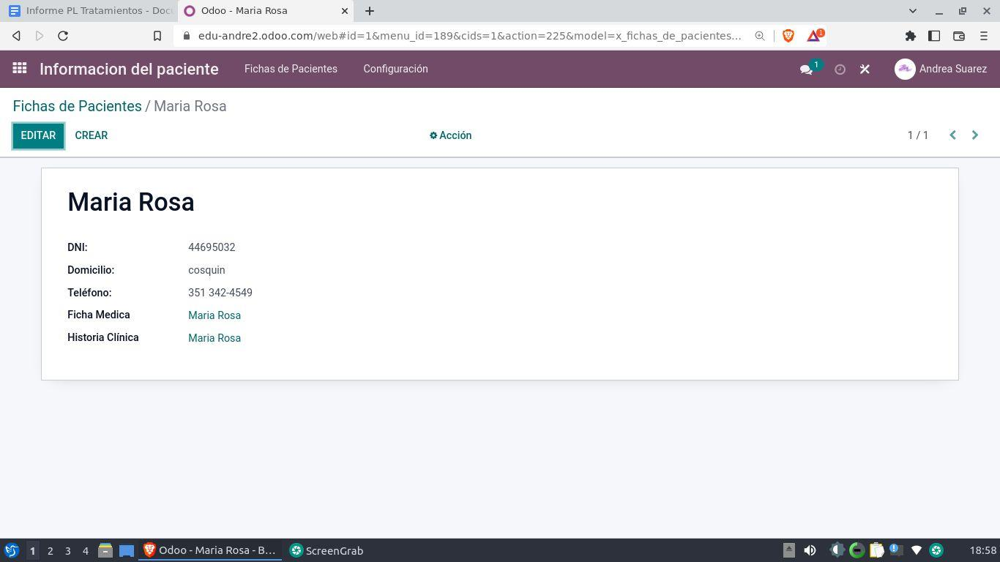 Informe PL Tratamientos - Docu
Odoo - Maria Rosa
edu-andre2.odoo.com/web#id=1&menu_id=189&cids=1&action=225&model=x_fichas_de_pacientes...
1
Informacion del paciente
Fichas de Pacientes
Configuración
1
Andrea Suarez
Fichas de Pacientes / Maria Rosa
EDITAR
CREAR
Acción
1 / 1
Maria Rosa
DNI: 44695032
Domicilio: cosquin
Teléfono: 351 342-4549
Ficha Medica Maria Rosa
Historia Clínica Maria Rosa
1 2 3 4
Odoo - Maria Rosa - B...
ScreenGrab
18:58